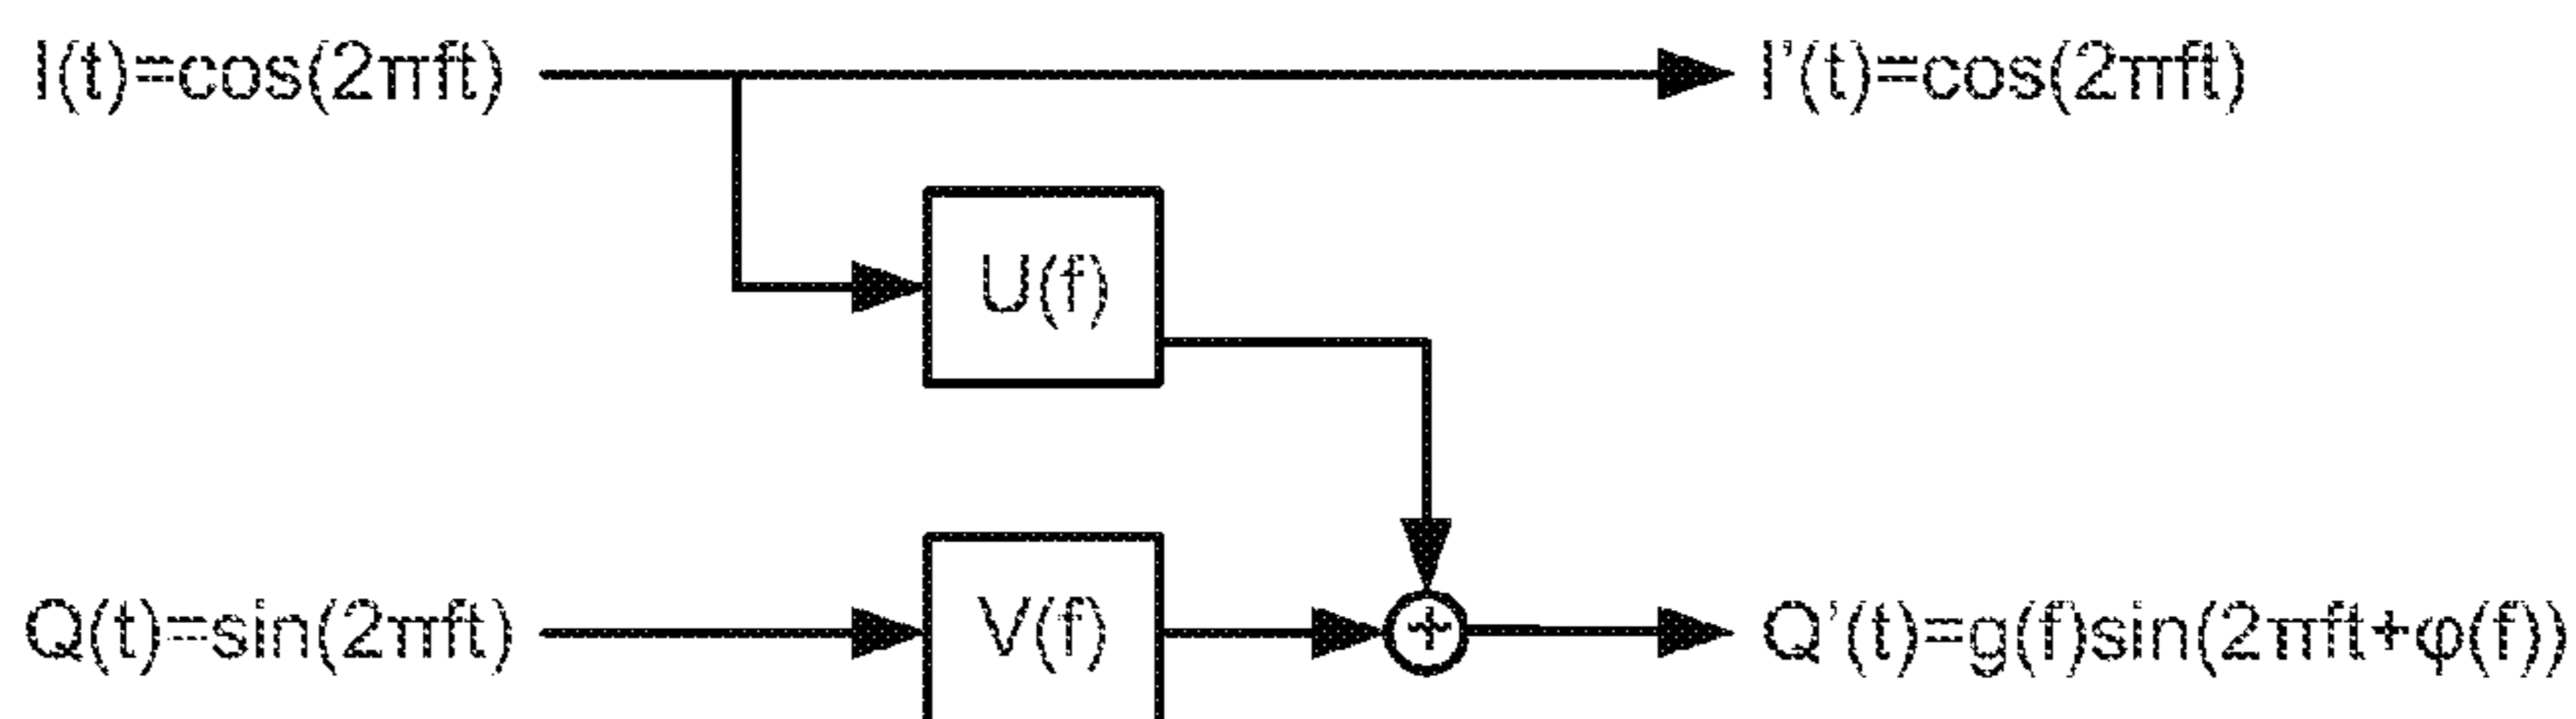 I(t)=cos(2πft)
I’(t)=cos(2πft)
U(f)
Q(t)=sin(2πft)
V(f)
+
Q’(t)=g(f)sin(2πft+φ(f))